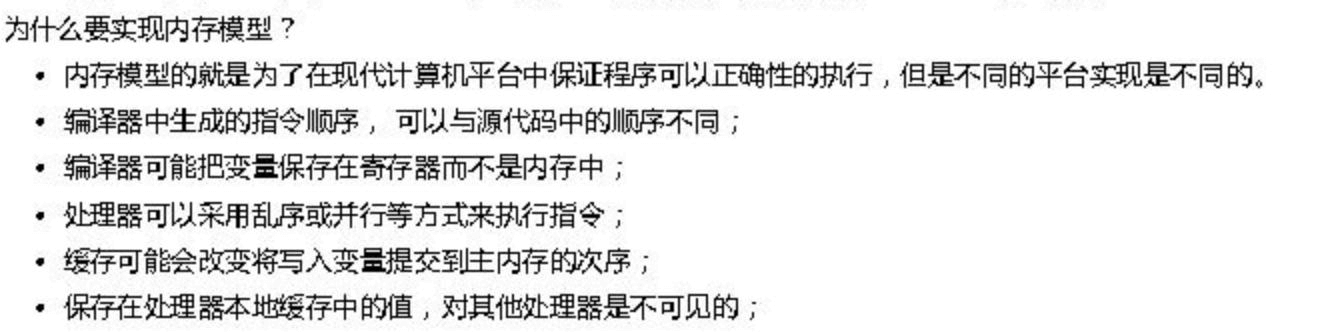 为什么要实现内存模型？
• 内存模型的就是为了在现代计算机平台中保证程序可以正确性的执行，但是不同的平台实现是不同的。
• 编译器中生成的指令顺序， 可以与源代码中的顺序不同；
• 编译器可能把变量保存在寄存器而不是内存中；
• 处理器可以采用乱序或并行等方式来执行指令；
• 缓存可能会改变将写入变量提交到主内存的次序；
• 保存在处理器本地缓存中的值，对其他处理器是不可见的；